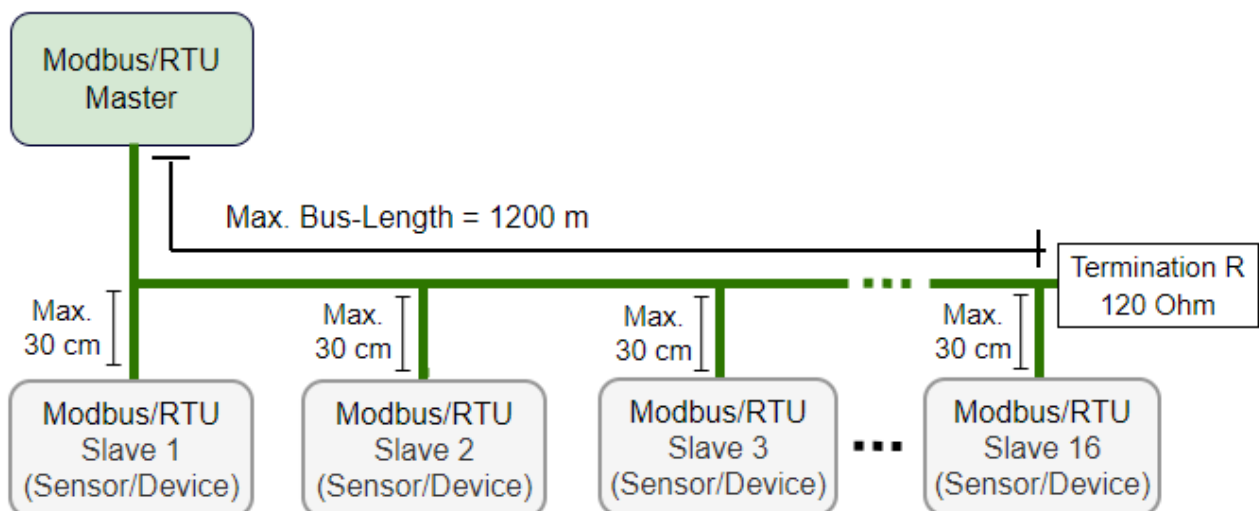 Modbus/RTU
Master
Max. Bus-Length = 1200 m
Termination R
120 Ohm
Max.
30 cm
Max.
30 cm
Max.
30 cm
Max.
30 cm
Modbus/RTU
Slave 1
(Sensor/Device)
Modbus/RTU
Slave 2
(Sensor/Device)
Modbus/RTU
Slave 3
(Sensor/Device)
Modbus/RTU
Slave 16
(Sensor/Device)